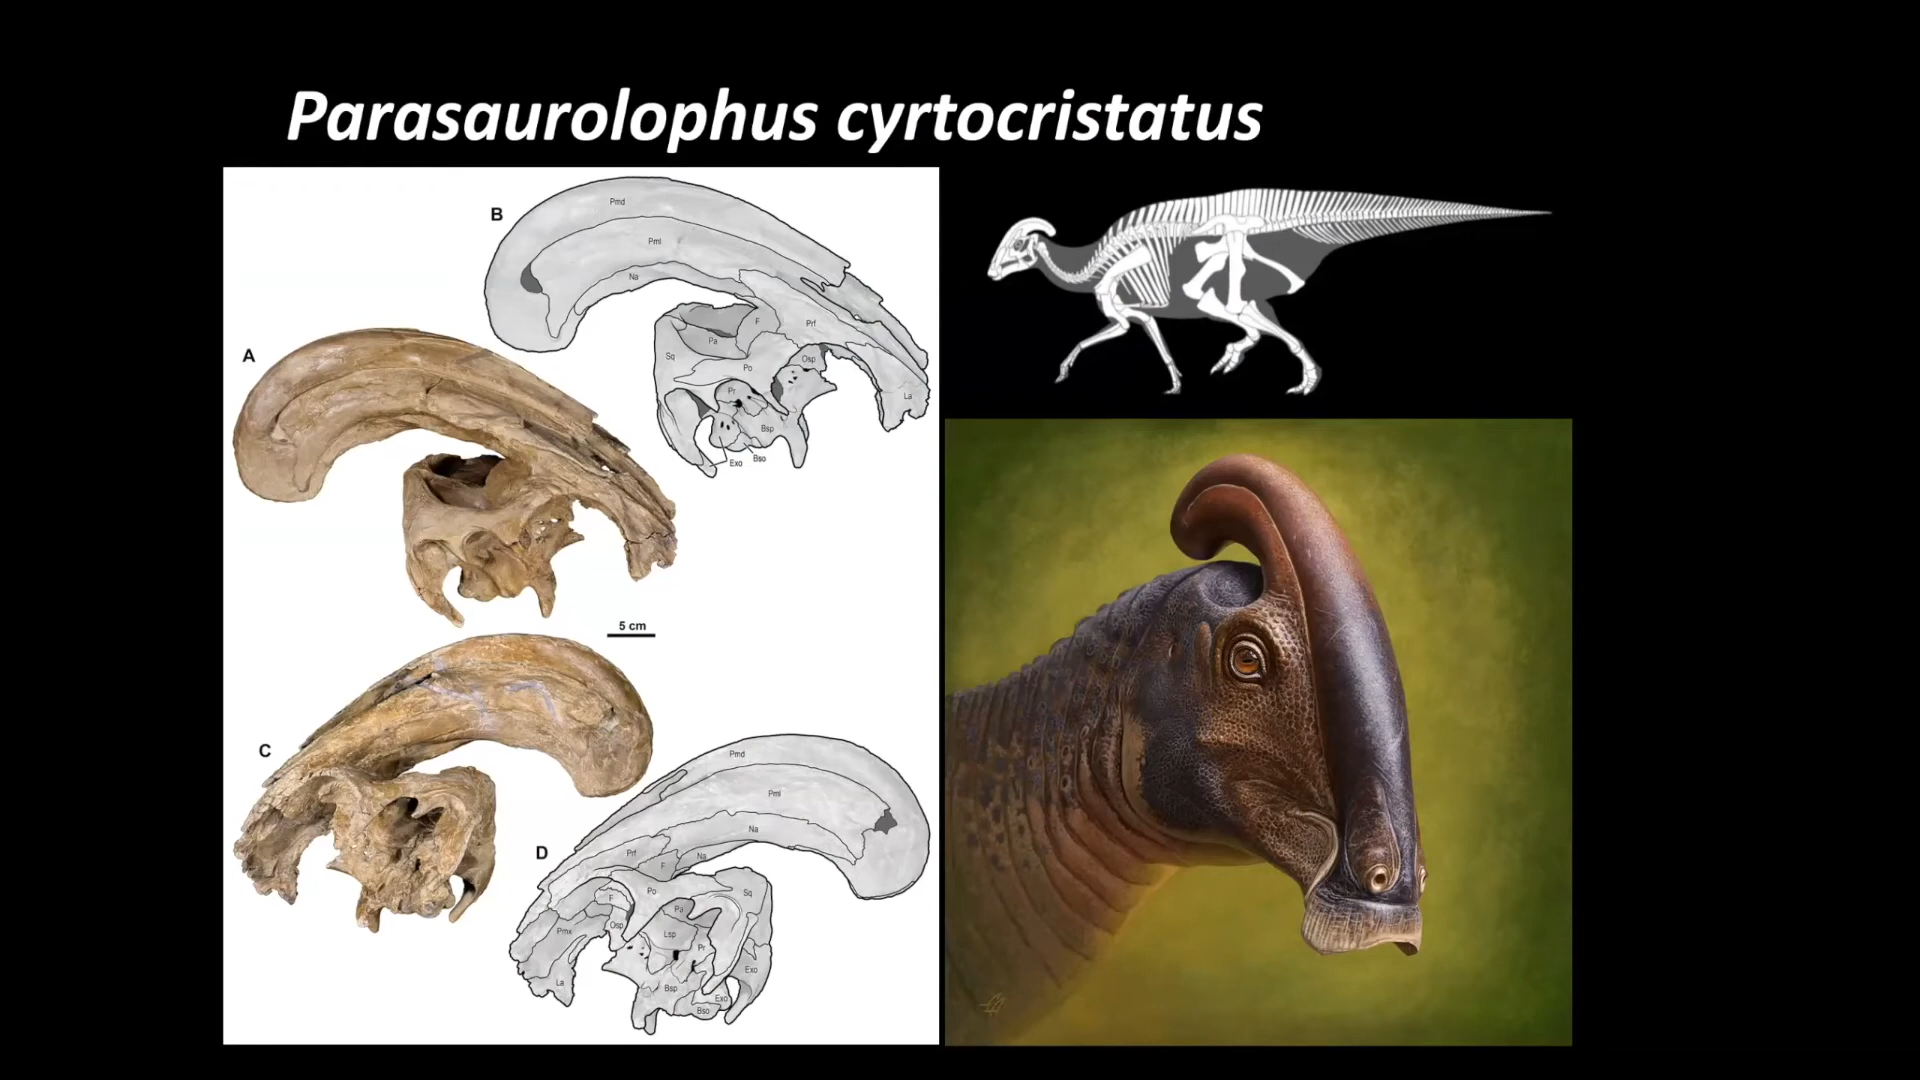 Parasaurolophus cyrtocristatus
B
Pmd
Pml
Na
F
Prf
Pa
Sq
Po
Osp
Pr
La
Bsp
Bso
Exo
A
5 cm
C
D
Pmd
Pml
Na
Prf
F
Na
Po
Sq
F
Pa
Osp
Pmx
Lsp
Pr
Exo
La
Bsp
Exo
Bso